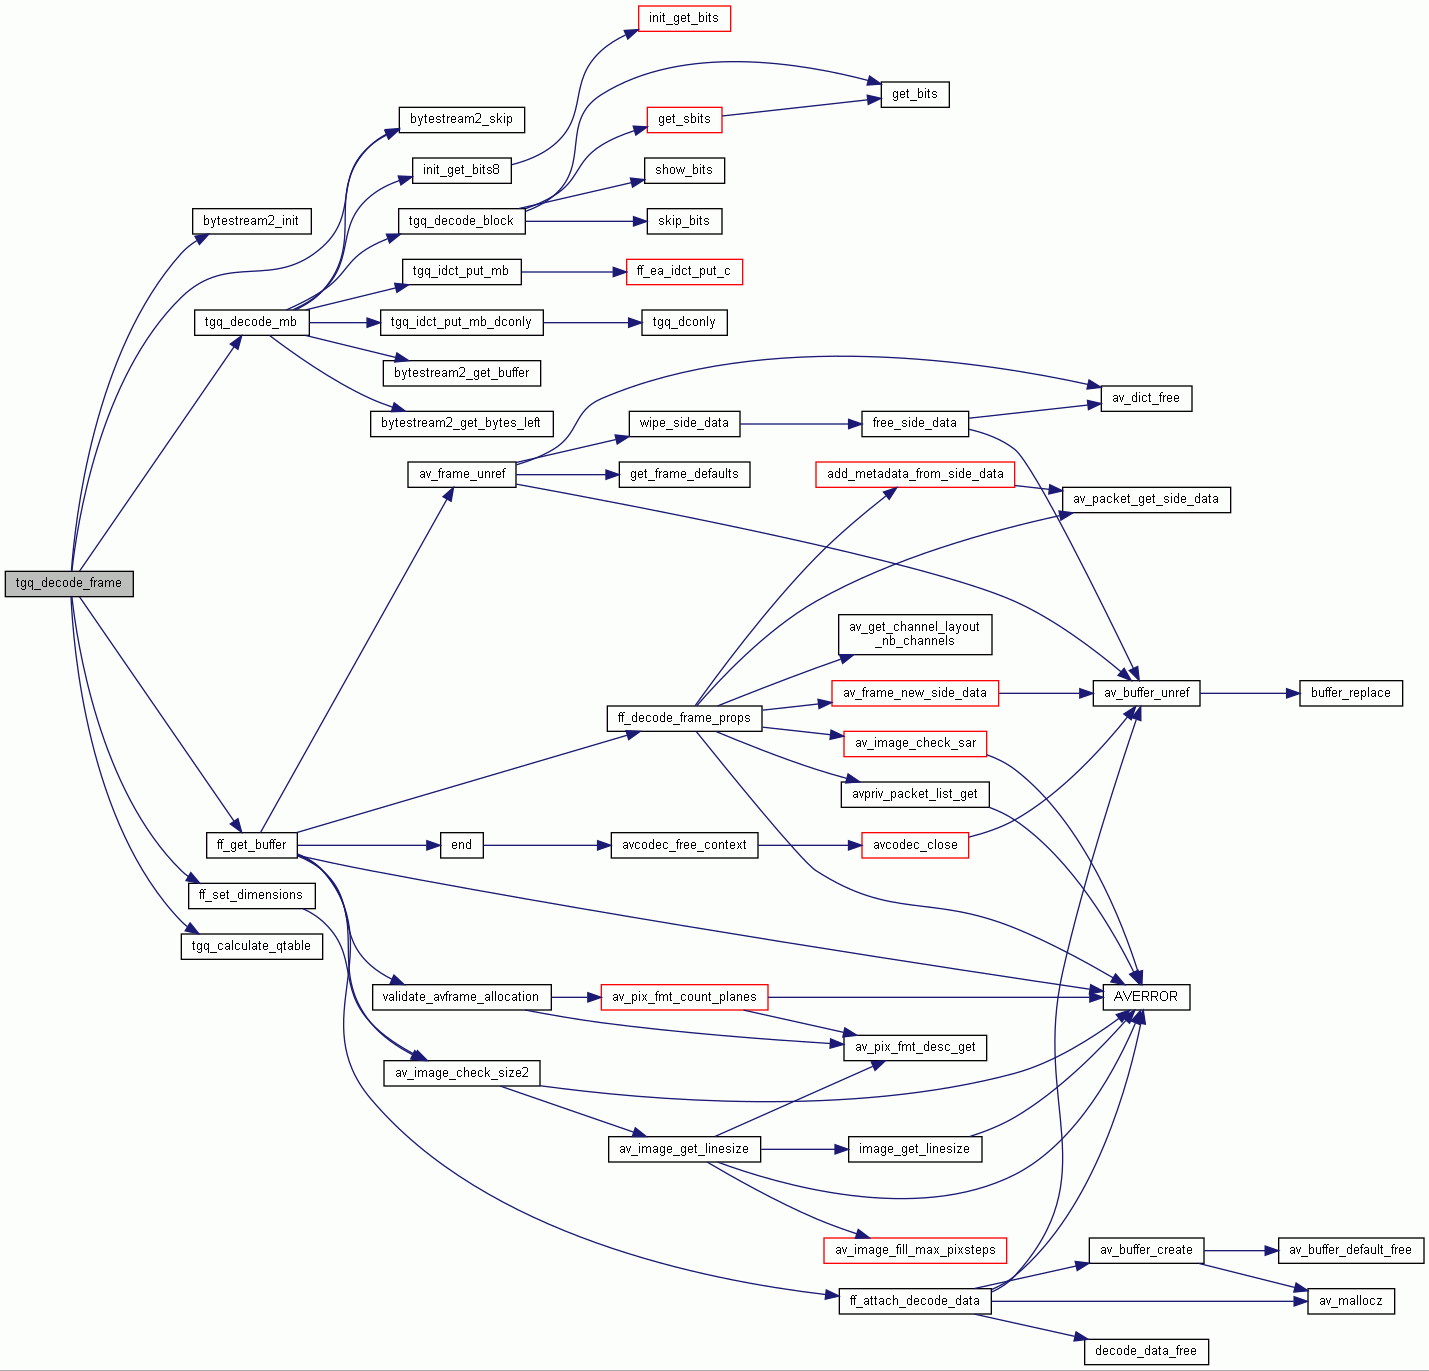 init_get_bits
get_bits
bytestream2_skip
get_sbits
init_get_bits8
show_bits
bytestream2_init
tgq_decode_block
skip_bits
tgq_idct_put_mb
ff_ea_idct_put_c
tgq_decode_mb
tgq_idct_put_mb_dconly
tgq_dconly
bytestream2_get_buffer
av_dict_free
bytestream2_get_bytes_left
wipe_side_data
free_side_data
av_frame_unref
get_frame_defaults
add_metadata_from_side_data
av_packet_get_side_data
tgq_decode_frame
av_get_channel_layout
_nb_channels
av_frame_new_side_data
av_buffer_unref
buffer_replace
ff_decode_frame_props
av_image_check_sar
avpriv_packet_list_get
ff_get_buffer
end
avcodec_free_context
avcodec_close
ff_set_dimensions
tgq_calculate_qtable
validate_avframe_allocation
av_pix_fmt_count_planes
AVERROR
av_pix_fmt_desc_get
av_image_check_size2
av_image_get_linesize
image_get_linesize
av_image_fill_max_pixsteps
av_buffer_create
av_buffer_default_free
ff_attach_decode_data
av_mallocz
decode_data_free